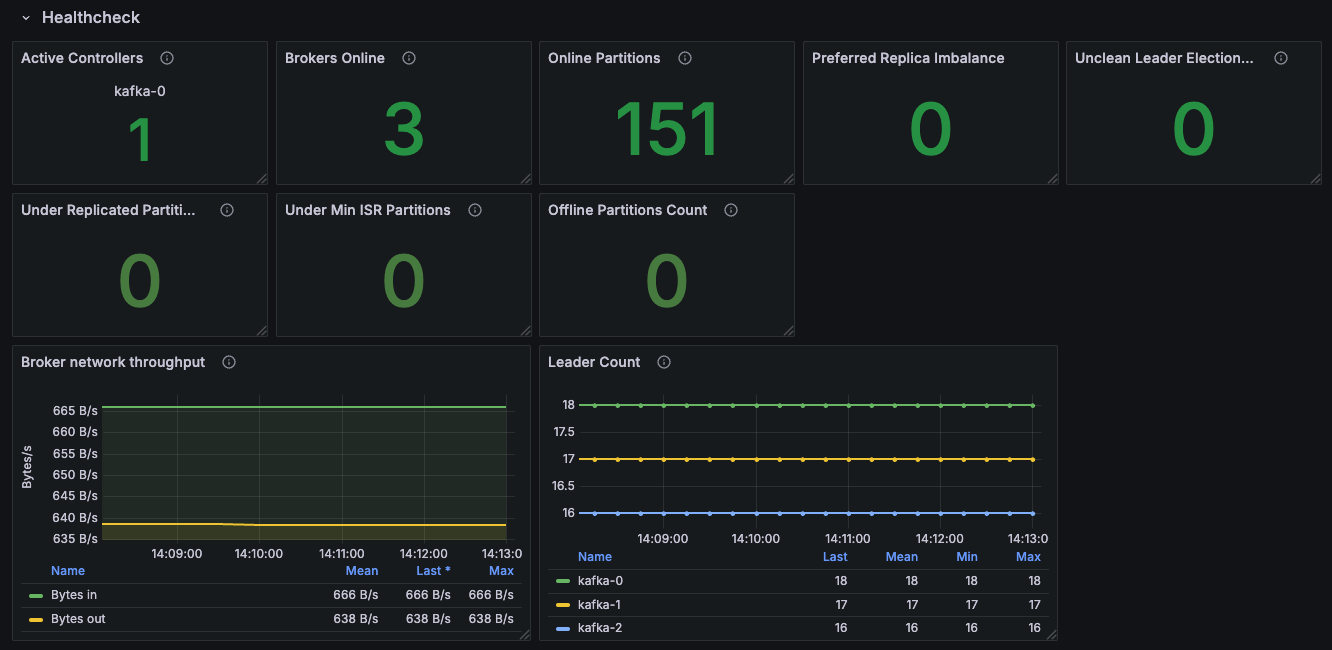 Healthcheck
Active Controllers
kafka-0
1
Brokers Online
3
Online Partitions
151
Preferred Replica Imbalance
0
Unclean Leader Election...
0
Under Replicated Partiti...
0
Under Min ISR Partitions
0
Offline Partitions Count
0
Broker network throughput
Bytes/s
665 B/s
660 B/s
655 B/s
650 B/s
645 B/s
640 B/s
635 B/s
14:09:00 14:10:00 14:11:00 14:12:00 14:13:0
Name Mean Last * Max
Bytes in 666 B/s 666 B/s 666 B/s
Bytes out 638 B/s 638 B/s 638 B/s
Leader Count
18
17.5
17
16.5
16
14:09:00 14:10:00 14:11:00 14:12:00 14:13:0
Name Last Mean Min Max
kafka-0 18 18 18 18
kafka-1 17 17 17 17
kafka-2 16 16 16 16